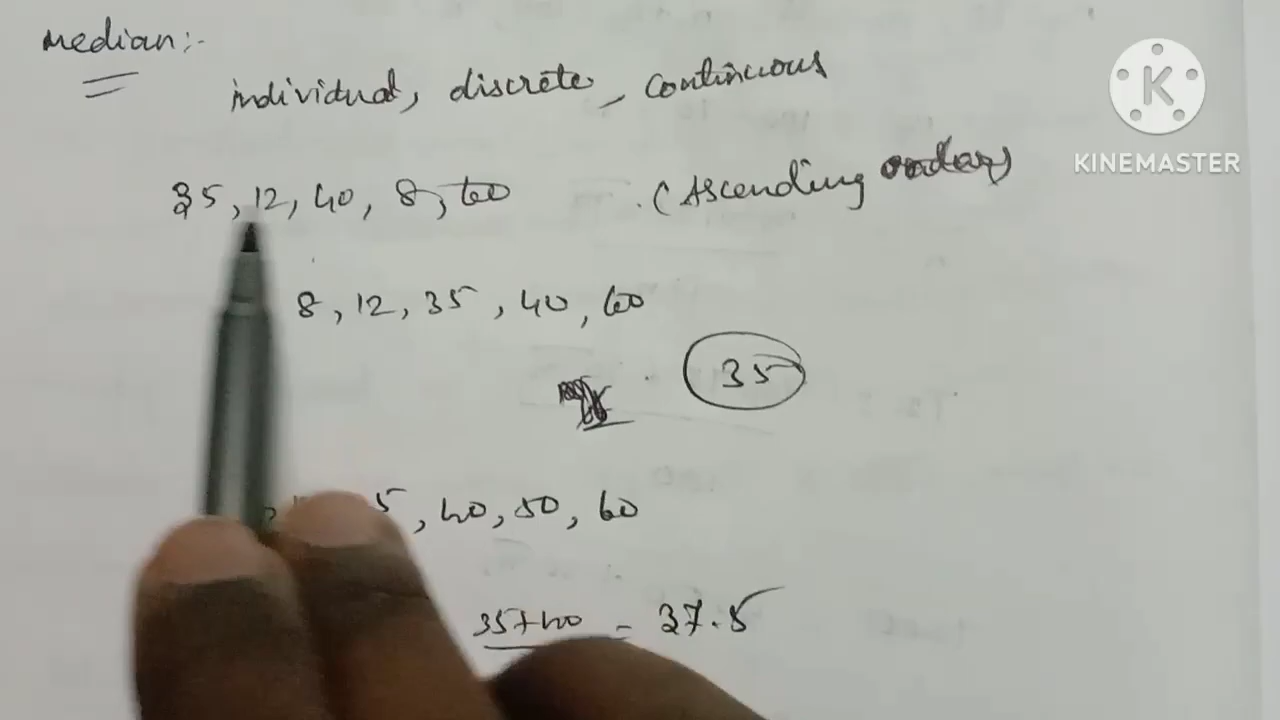 Median:-
individual, discrete, continuous
35, 12, 40, 8, 60 (Ascending order)
8, 12, 35, 40, 60
35
5, 40, 50, 60
35+40 = 37.5
KINEMASTER